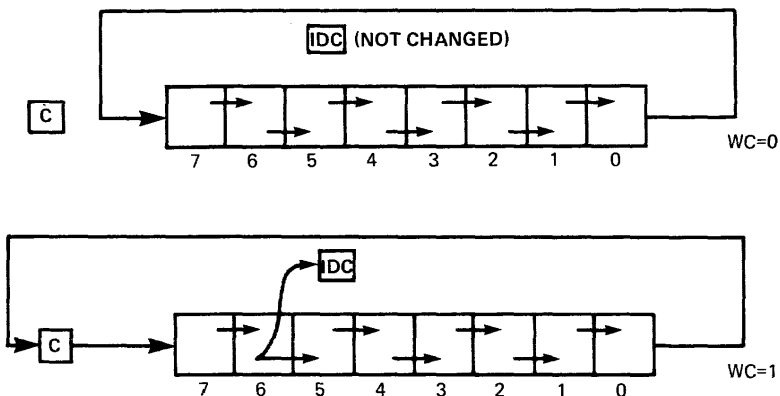 IDC (NOT CHANGED)
C
7 6 5 4 3 2 1 0
WC=0
IDC
C
7 6 5 4 3 2 1 0
WC=1